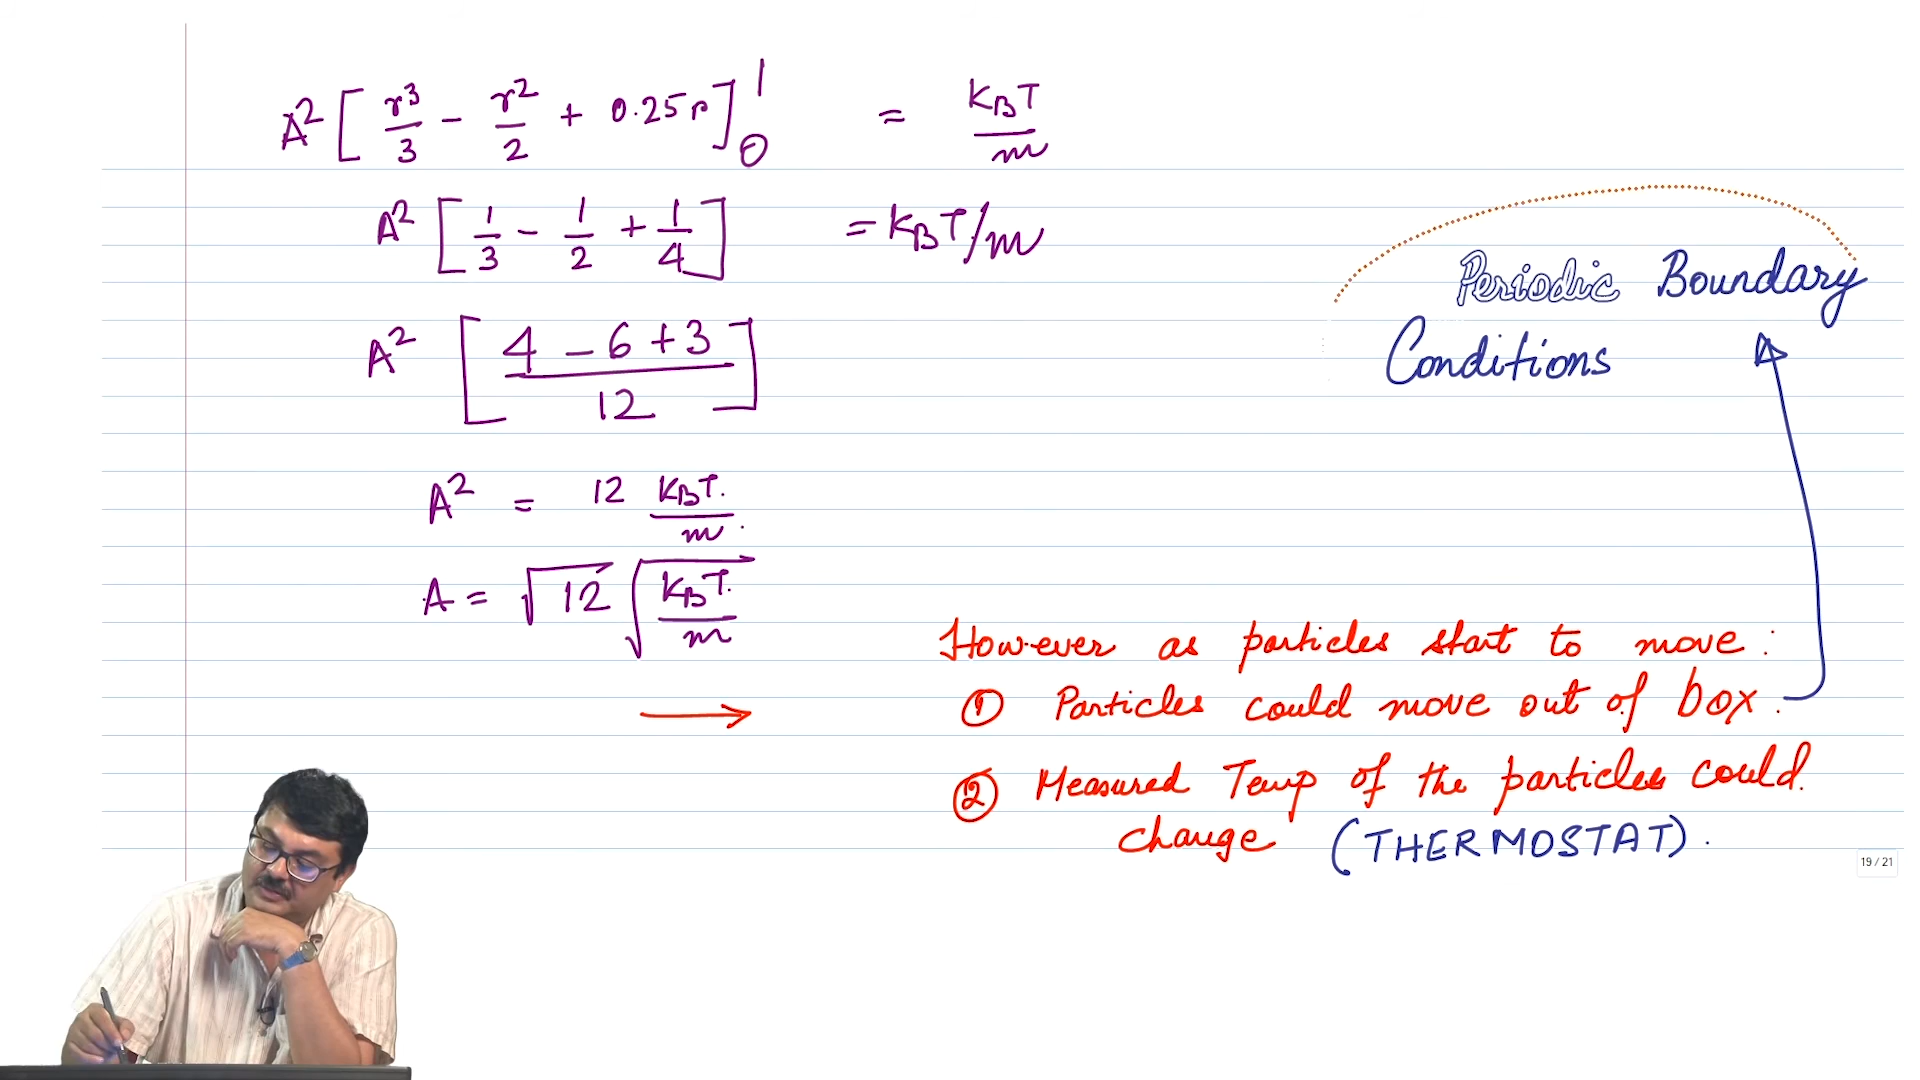 A² [ r³/3 - r²/2 + 0.25r ]₀¹ = K_BT/m
A² [ 1/3 - 1/2 + 1/4 ] = K_BT/m
A² [ (4 - 6 + 3)/12 ]
A² = 12 K_BT/m
A = √12 √(K_BT/m)
Periodic Boundary
Conditions
However as particles start to move :
① Particles could move out of box.
② Measured Temp of the particles could
change (THERMOSTAT).
19 / 21